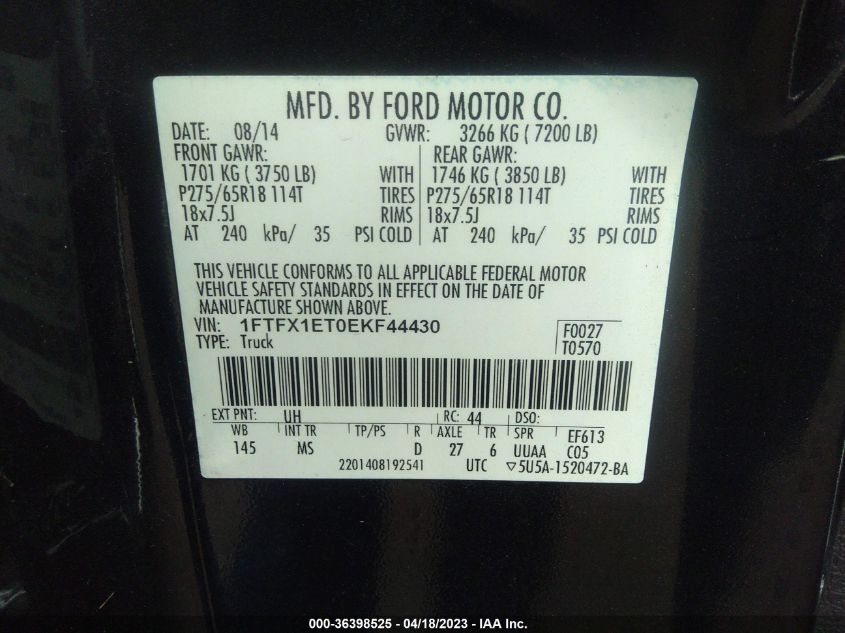 MFD. BY FORD MOTOR CO.
DATE: 08/14 GVWR: 3266 KG ( 7200 LB)
FRONT GAWR: REAR GAWR:
1701 KG ( 3750 LB) WITH 1746 KG ( 3850 LB) WITH
P275/65R18 114T TIRES P275/65R18 114T TIRES
18x7.5J RIMS 18x7.5J RIMS
AT 240 kPa/ 35 PSI COLD AT 240 kPa/ 35 PSI COLD
THIS VEHICLE CONFORMS TO ALL APPLICABLE FEDERAL MOTOR
VEHICLE SAFETY STANDARDS IN EFFECT ON THE DATE OF
MANUFACTURE SHOWN ABOVE.
VIN: 1FTFX1ET0EKF44430 F0027
TYPE: Truck T0570
EXT PNT: UH RC: 44 DSO:
WB INT TR TP/PS R AXLE TR SPR EF613
145 MS D 27 6 UUAA C05
2201408192541 UTC ▽5U5A-1520472-BA
000-36398525 - 04/18/2023 - IAA Inc.